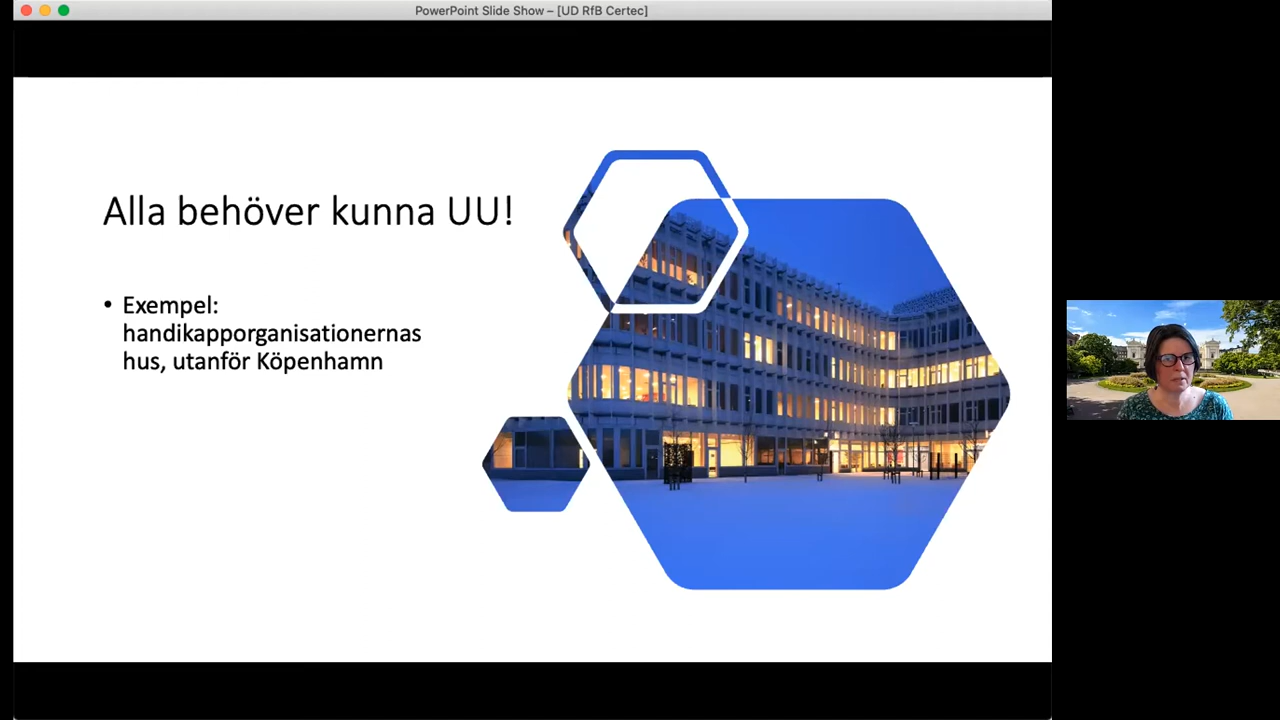 PowerPoint Slide Show – [UD RfB Certec]
Alla behöver kunna UU!
• Exempel:
handikapporganisationernas
hus, utanför Köpenhamn